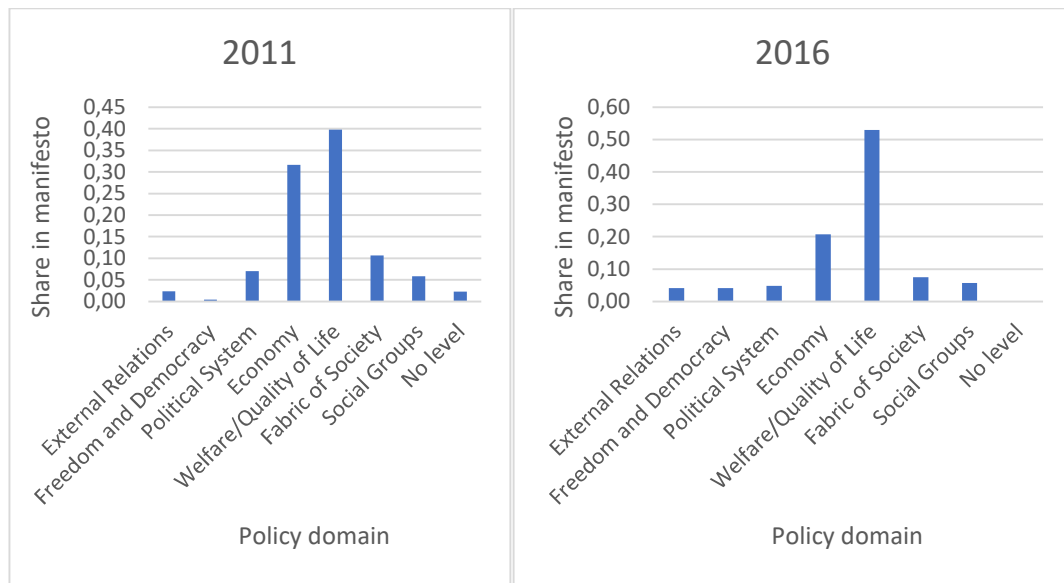 2011
Share in manifesto
0,45
0,40
0,35
0,30
0,25
0,20
0,15
0,10
0,05
0,00
External Relations
Freedom and Democracy
Political System
Economy
Welfare/Quality of Life
Fabric of Society
Social Groups
No level
Policy domain
2016
Share in manifesto
0,60
0,50
0,40
0,30
0,20
0,10
0,00
External Relations
Freedom and Democracy
Political System
Economy
Welfare/Quality of Life
Fabric of Society
Social Groups
No level
Policy domain